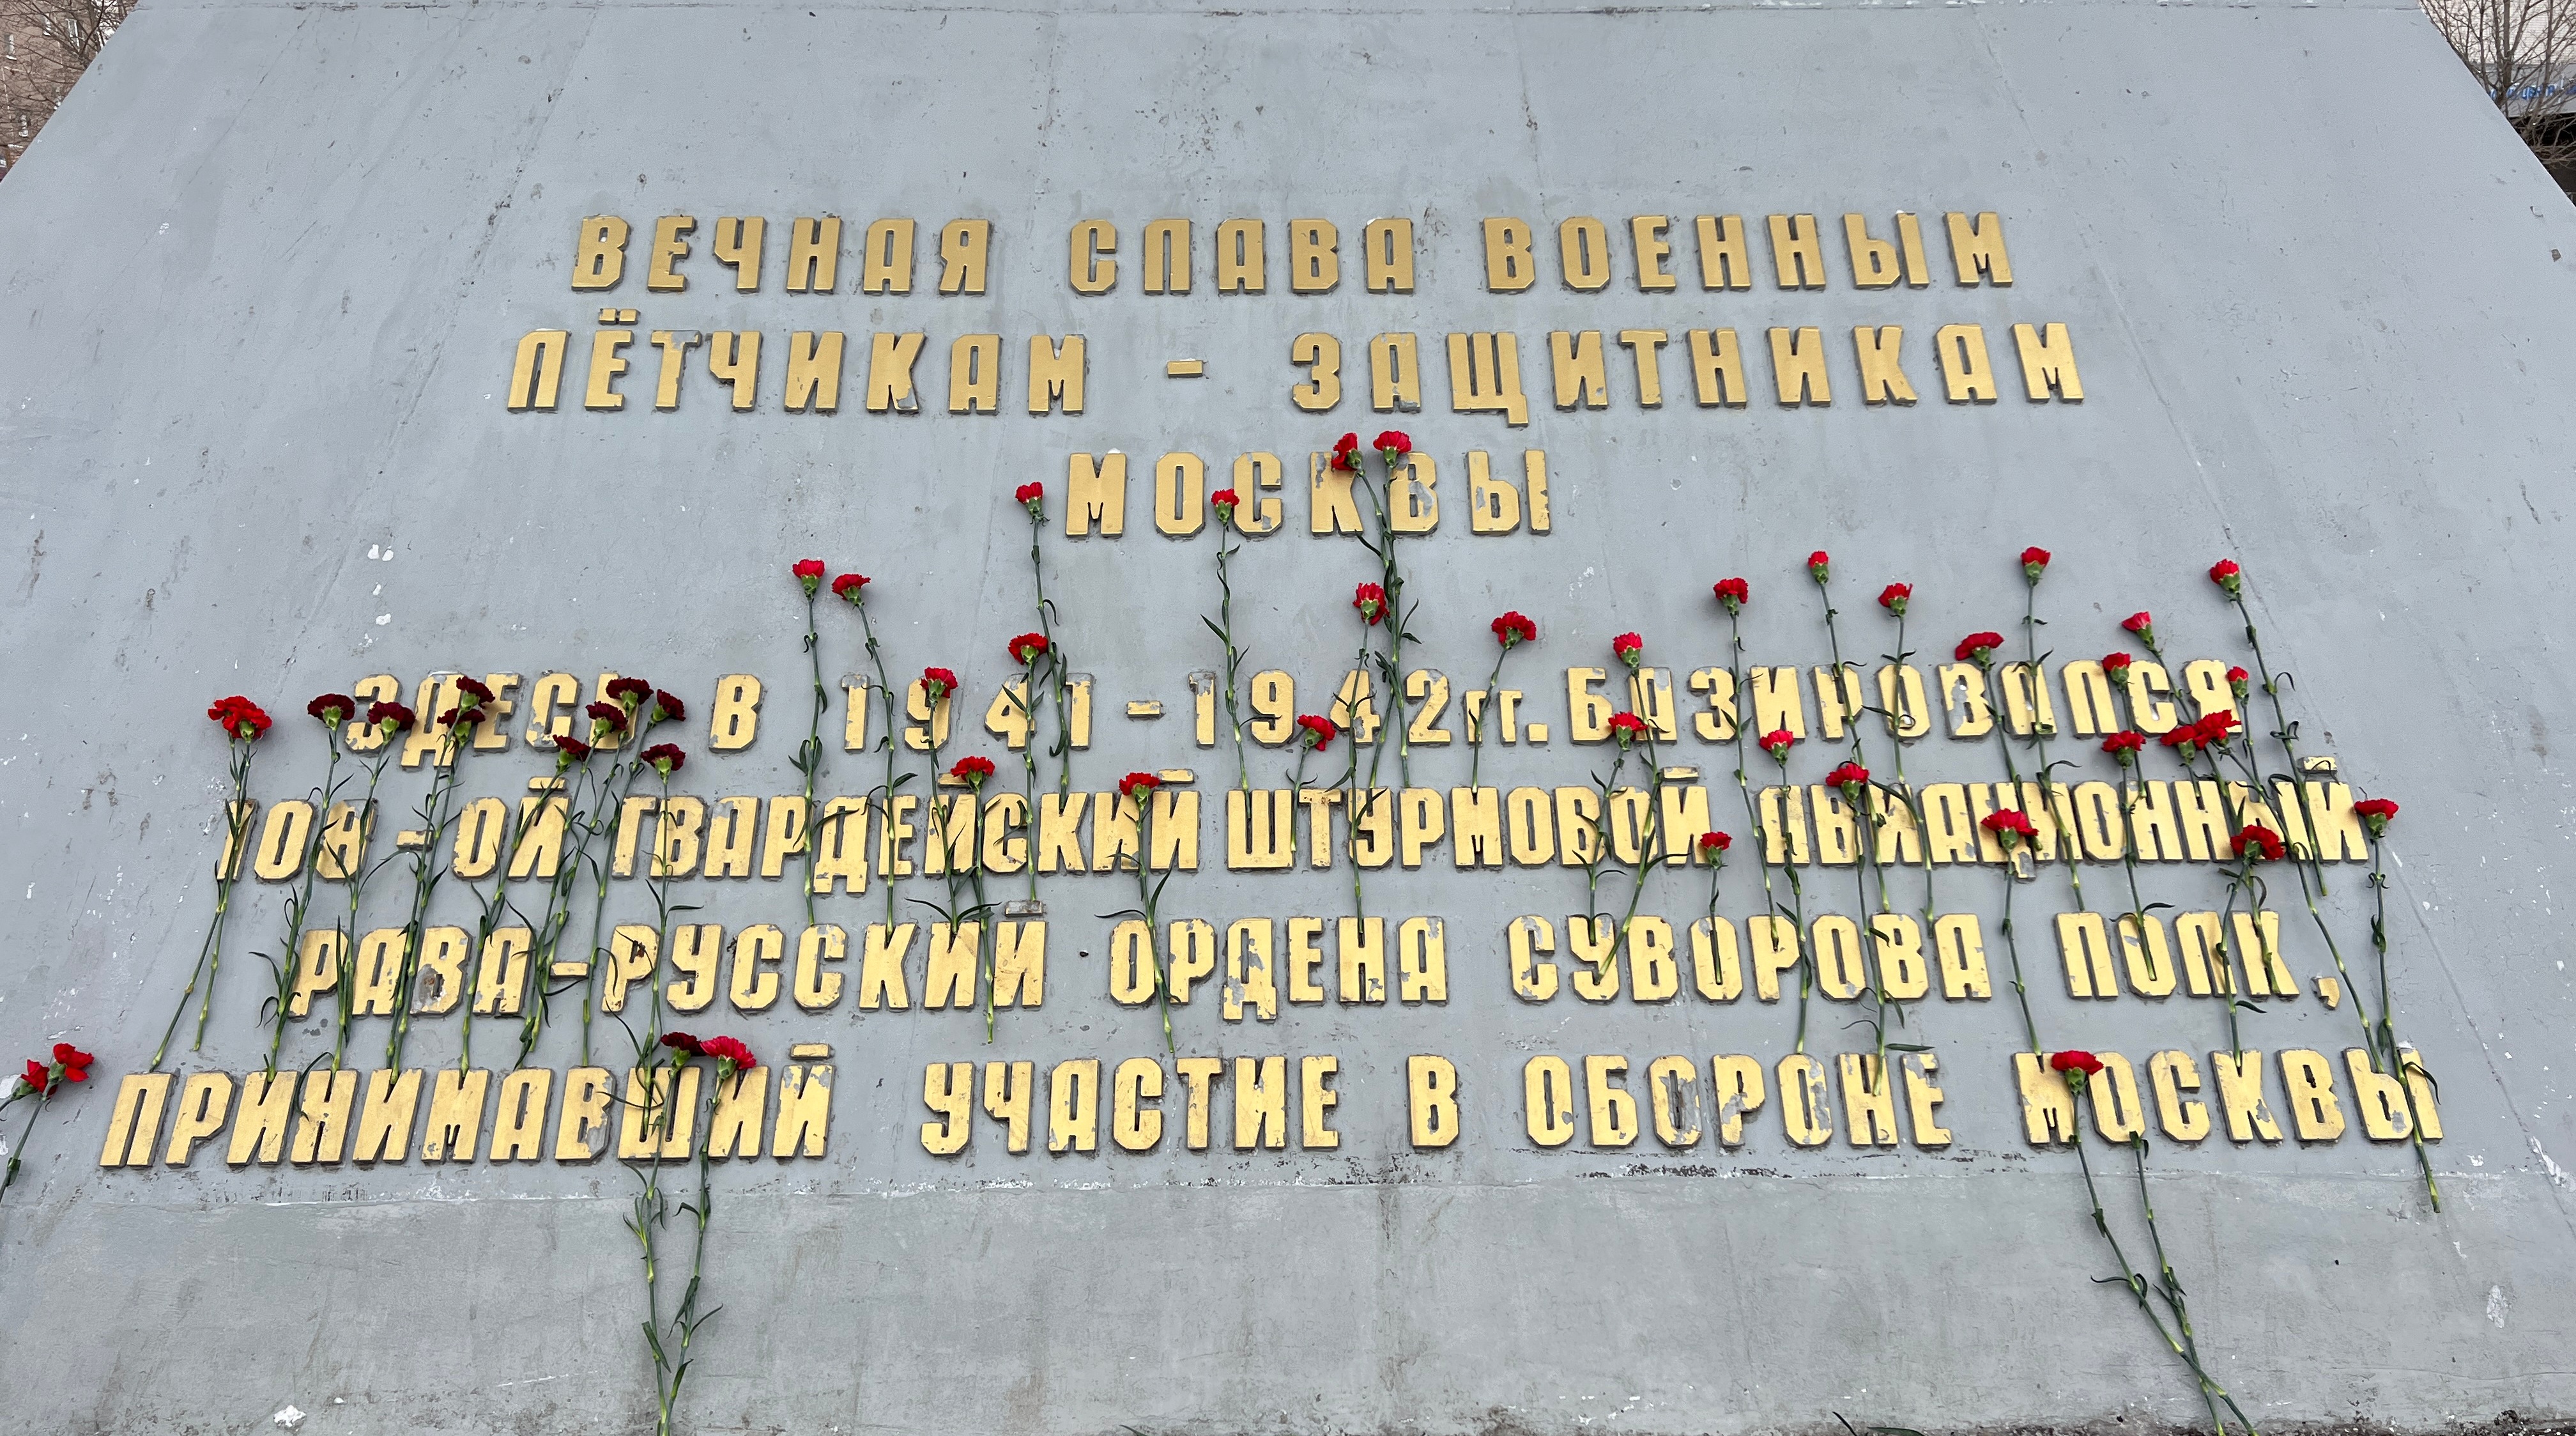 ВЕЧНАЯ СЛАВА ВОЕННЫМ
ЛЁТЧИКАМ - ЗАЩИТНИКАМ
МОСКВЫ
ЗДЕСЬ В 1941-1942гг. БАЗИРОВАЛСЯ
108-ОЙ ГВАРДЕЙСКИЙ ШТУРМОВОЙ АВИАЦИОННЫЙ
РАВА-РУССКИЙ ОРДЕНА СУВОРОВА ПОЛК,
ПРИНИМАВШИЙ УЧАСТИЕ В ОБОРОНЕ МОСКВЫ